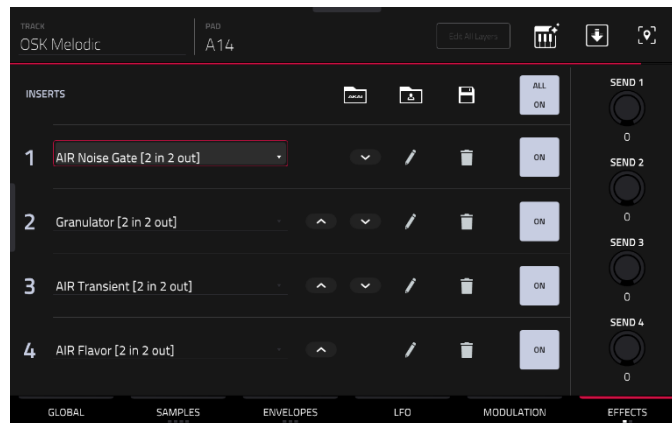 TRACK
OSK Melodic
PAD
A14
Edit All Layers
INSERTS
AKAI
ALL
ON
SEND 1
0
1
AIR Noise Gate [2 in 2 out]
ON
SEND 2
0
2
Granulator [2 in 2 out]
ON
SEND 3
0
3
AIR Transient [2 in 2 out]
ON
SEND 4
0
4
AIR Flavor [2 in 2 out]
ON
GLOBAL
SAMPLES
ENVELOPES
LFO
MODULATION
EFFECTS